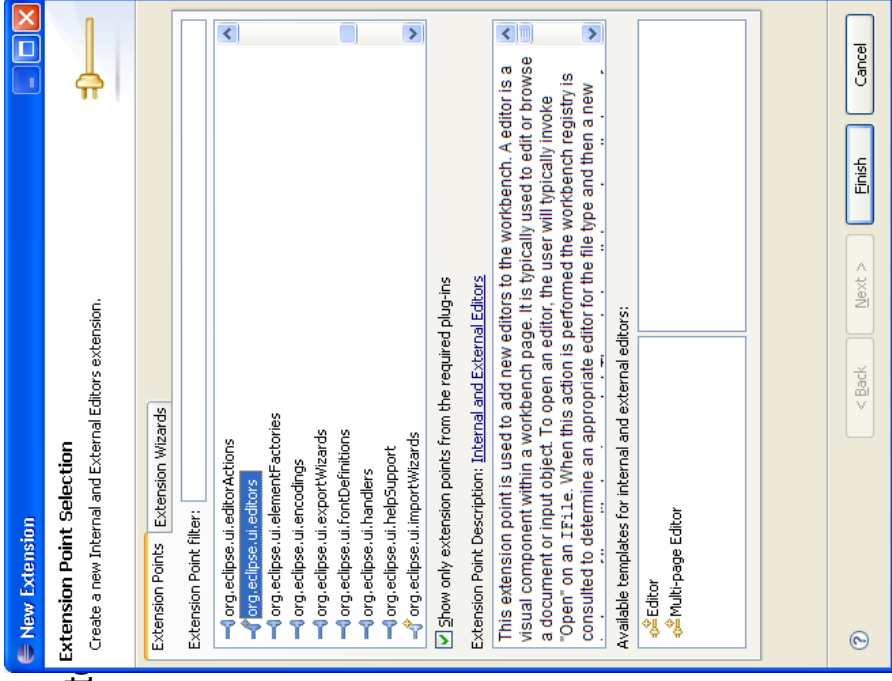 New Extension
Extension Point Selection
Create a new Internal and External Editors extension.
Extension Points
Extension Wizards
Extension Point filter:
org.eclipse.ui.editorActions
org.eclipse.ui.editors
org.eclipse.ui.elementFactories
org.eclipse.ui.encodings
org.eclipse.ui.exportWizards
org.eclipse.ui.fontDefinitions
org.eclipse.ui.handlers
org.eclipse.ui.helpSupport
org.eclipse.ui.importWizards
Show only extension points from the required plug-ins
Extension Point Description: Internal and External Editors
This extension point is used to add new editors to the workbench. A editor is a
visual component within a workbench page. It is typically used to edit or browse
a document or input object. To open an editor, the user will typically invoke
"Open" on an IFile. When this action is performed the workbench registry is
consulted to determine an appropriate editor for the file type and then a new
Available templates for internal and external editors:
Editor
Multi-page Editor
?
< Back
Next >
Finish
Cancel